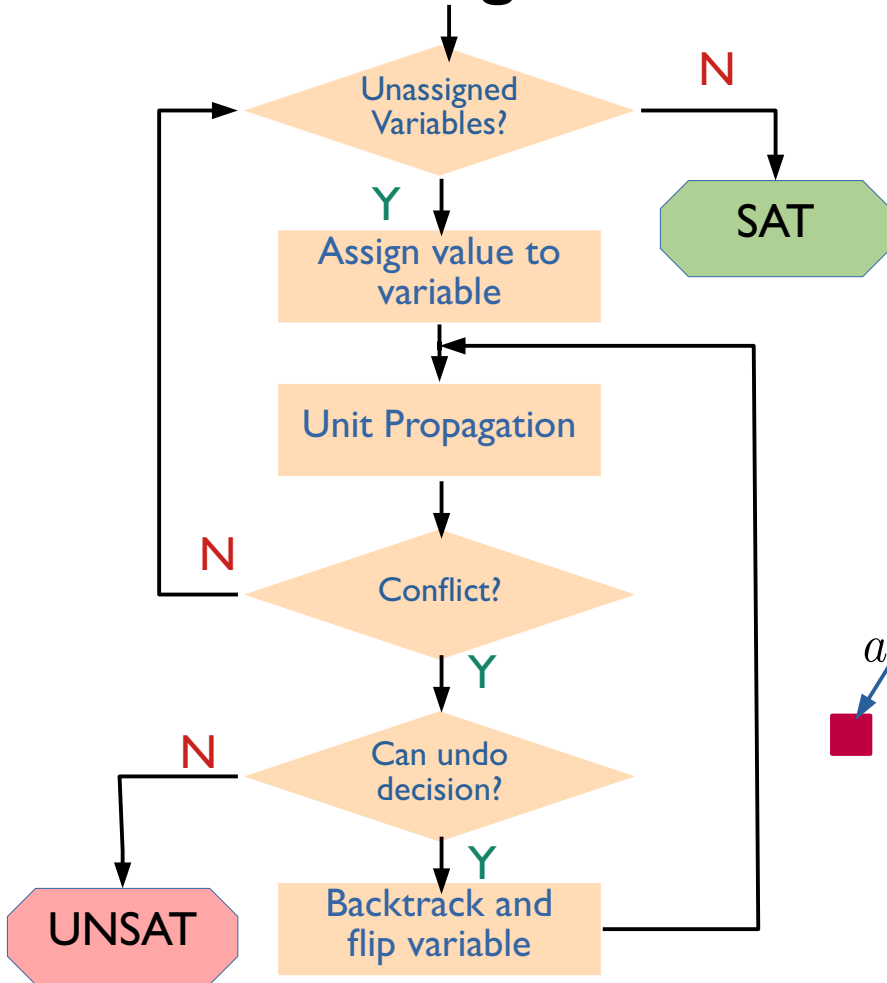 Unassigned
Variables?
N
SAT
Y
Assign value to
variable
Unit Propagation
N
Conflict?
Y
a
N
Can undo
decision?
Y
UNSAT
Backtrack and
flip variable